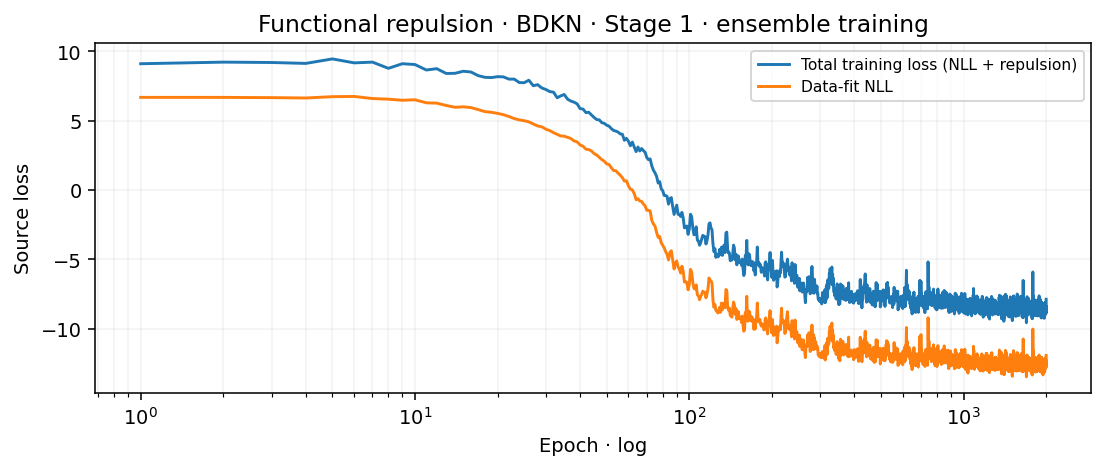 Functional repulsion · BDKN · Stage 1 · ensemble training
Total training loss (NLL + repulsion)
Data-fit NLL
Source loss
10
5
0
−5
−10
10⁰
10¹
10²
10³
Epoch · log